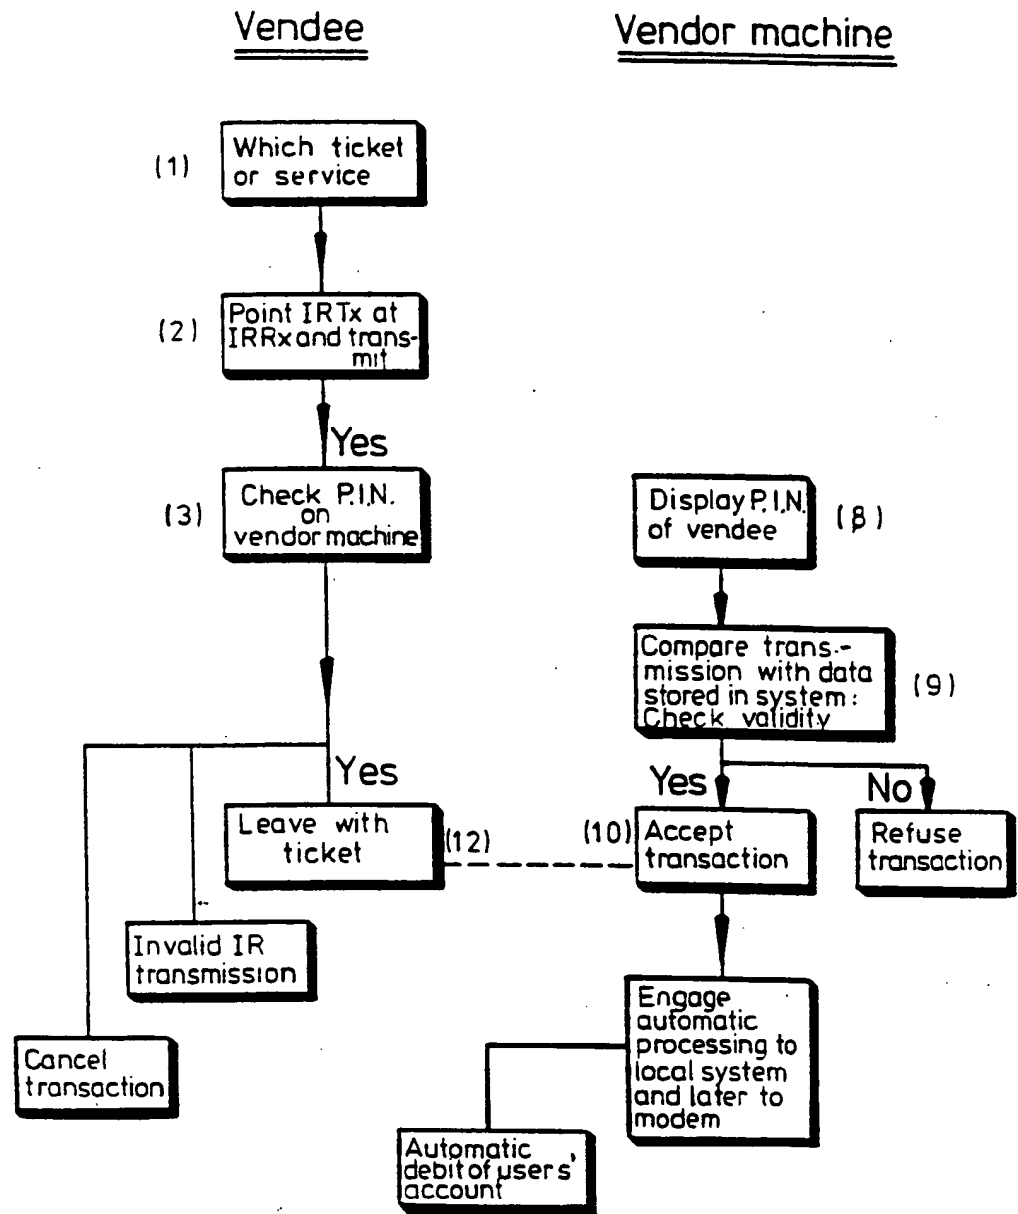 Vendee
Vendor machine
(1)
Which ticket
or service
(2)
Point IRTx at
IRRx and trans-
mit
Yes
(3)
Check P.I.N.
on
vendor machine
Display P.I.N.
of vendee
(8)
Compare trans-
mission with data
stored in system:
Check validity
(9)
Yes
Yes
No
Leave with
ticket
(12)
(10)
Accept
transaction
Refuse
transaction
Invalid IR
transmission
Cancel
transaction
Engage
automatic
processing to
local system
and later to
modem
Automatic
debit of users'
account